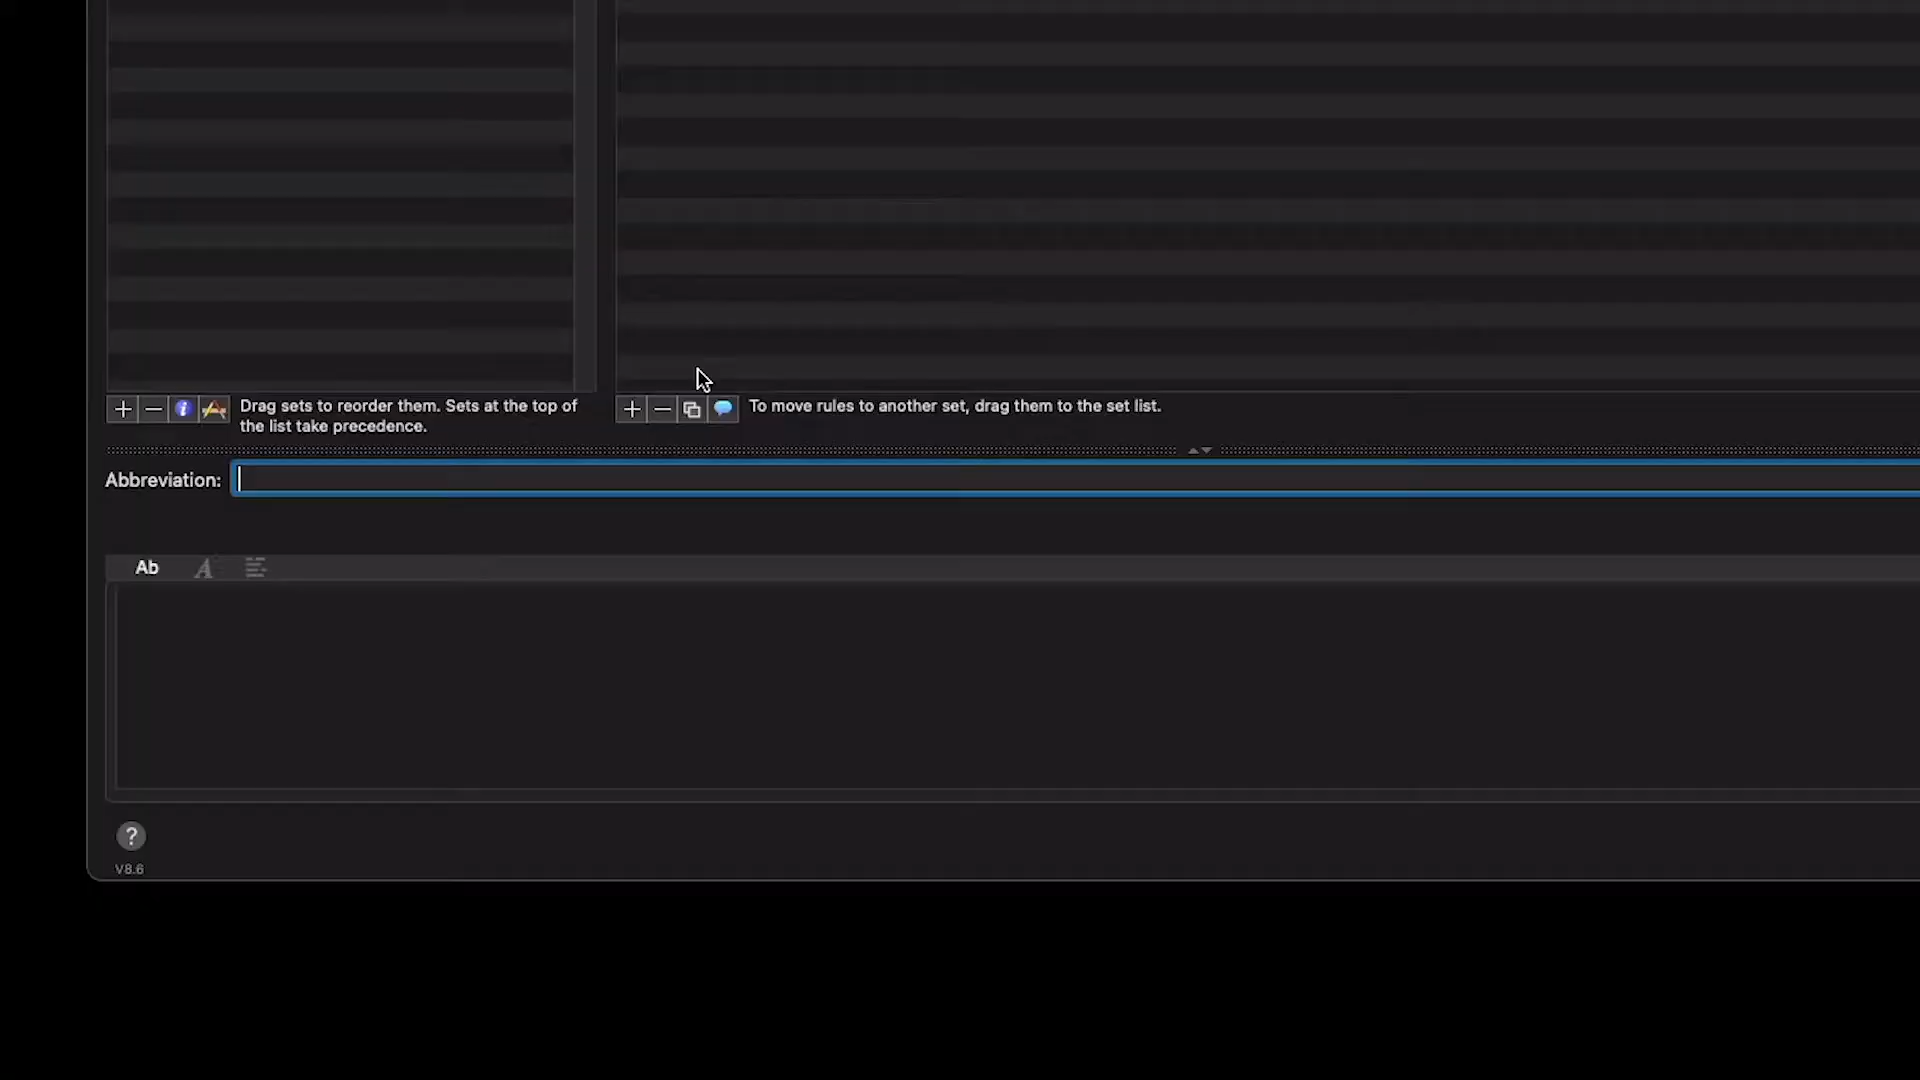 Drag sets to reorder them. Sets at the top of
the list take precedence.
To move rules to another set, drag them to the set list.
Abbreviation:
Ab A
?
V8.6